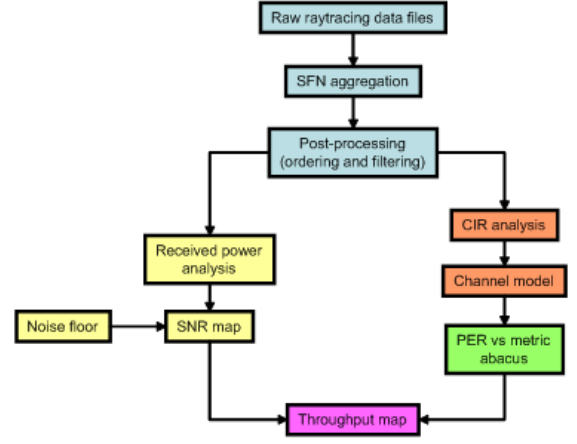 Raw raytracing data files
SFN aggregation
Post-processing
(ordering and filtering)
CIR analysis
Received power
analysis
Channel model
Noise floor
SNR map
PER vs metric
abacus
Throughput map